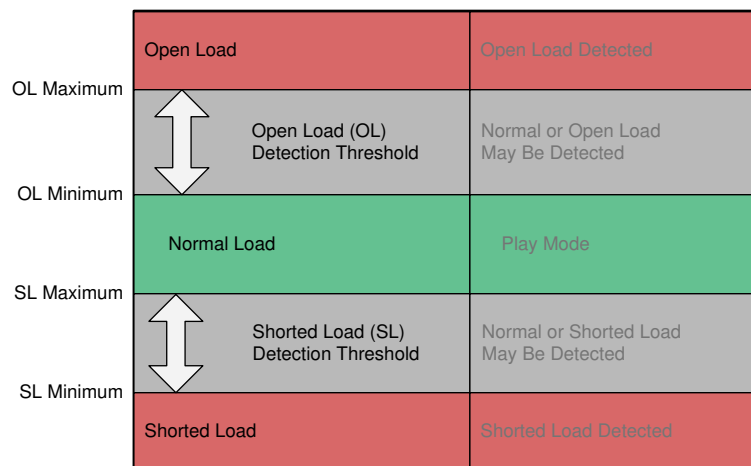 Open Load
Open Load Detected
OL Maximum
Open Load (OL)
Detection Threshold
Normal or Open Load
May Be Detected
OL Minimum
Normal Load
Play Mode
SL Maximum
Shorted Load (SL)
Detection Threshold
Normal or Shorted Load
May Be Detected
SL Minimum
Shorted Load
Shorted Load Detected